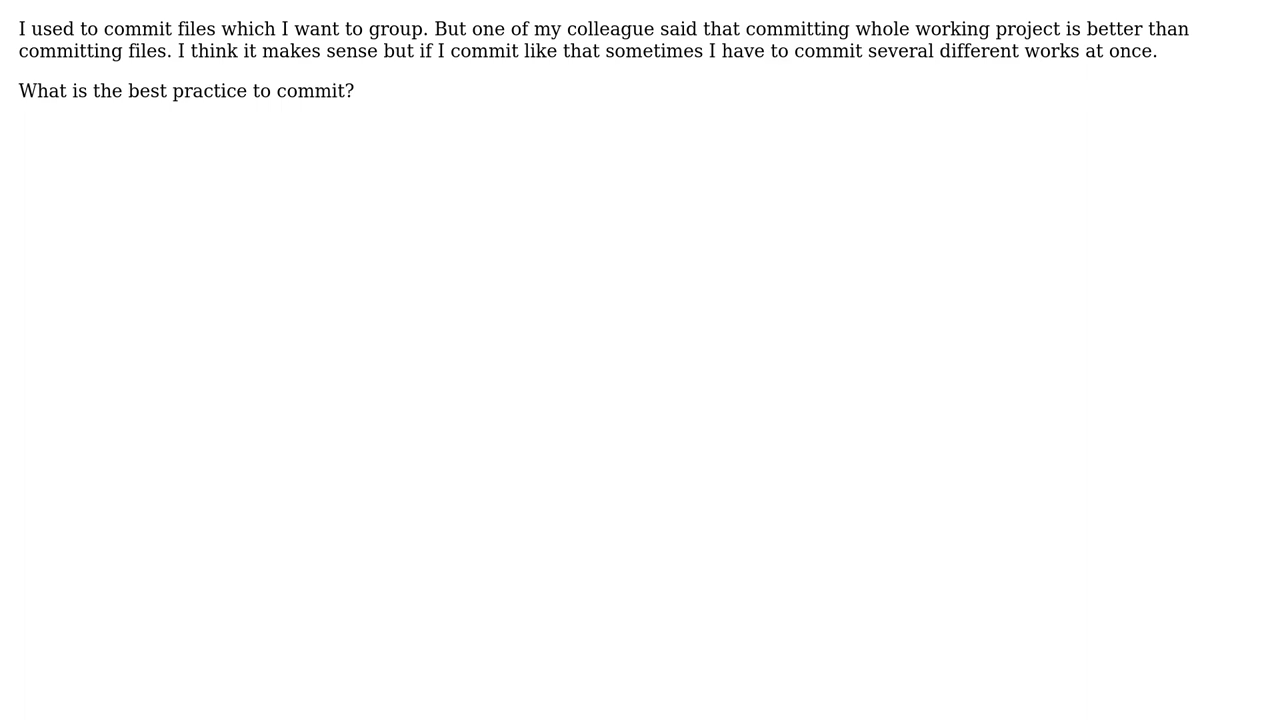 I used to commit files which I want to group. But one of my colleague said that committing whole working project is better than
committing files. I think it makes sense but if I commit like that sometimes I have to commit several different works at once.
What is the best practice to commit?